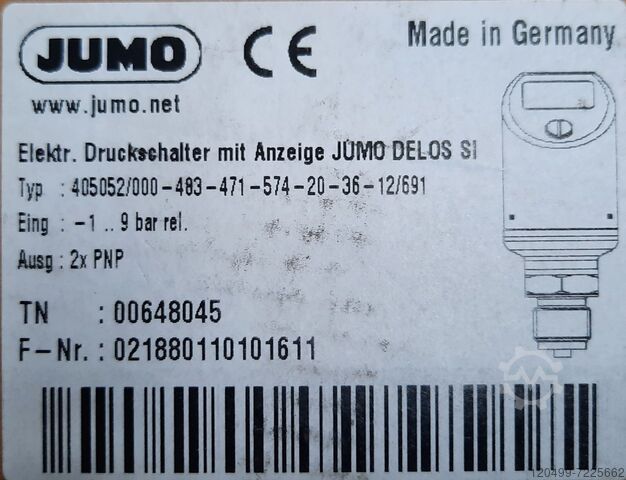 JUMO CE Made in Germany
www.jumo.net
Elektr. Druckschalter mit Anzeige JUMO DELOS SI
Typ : 405052/000-483-471-574-20-36-12/691
Eing : -1 .. 9 bar rel.
Ausg : 2x PNP
TN : 00648045
F-Nr. : 021880110101611
120499-7225662